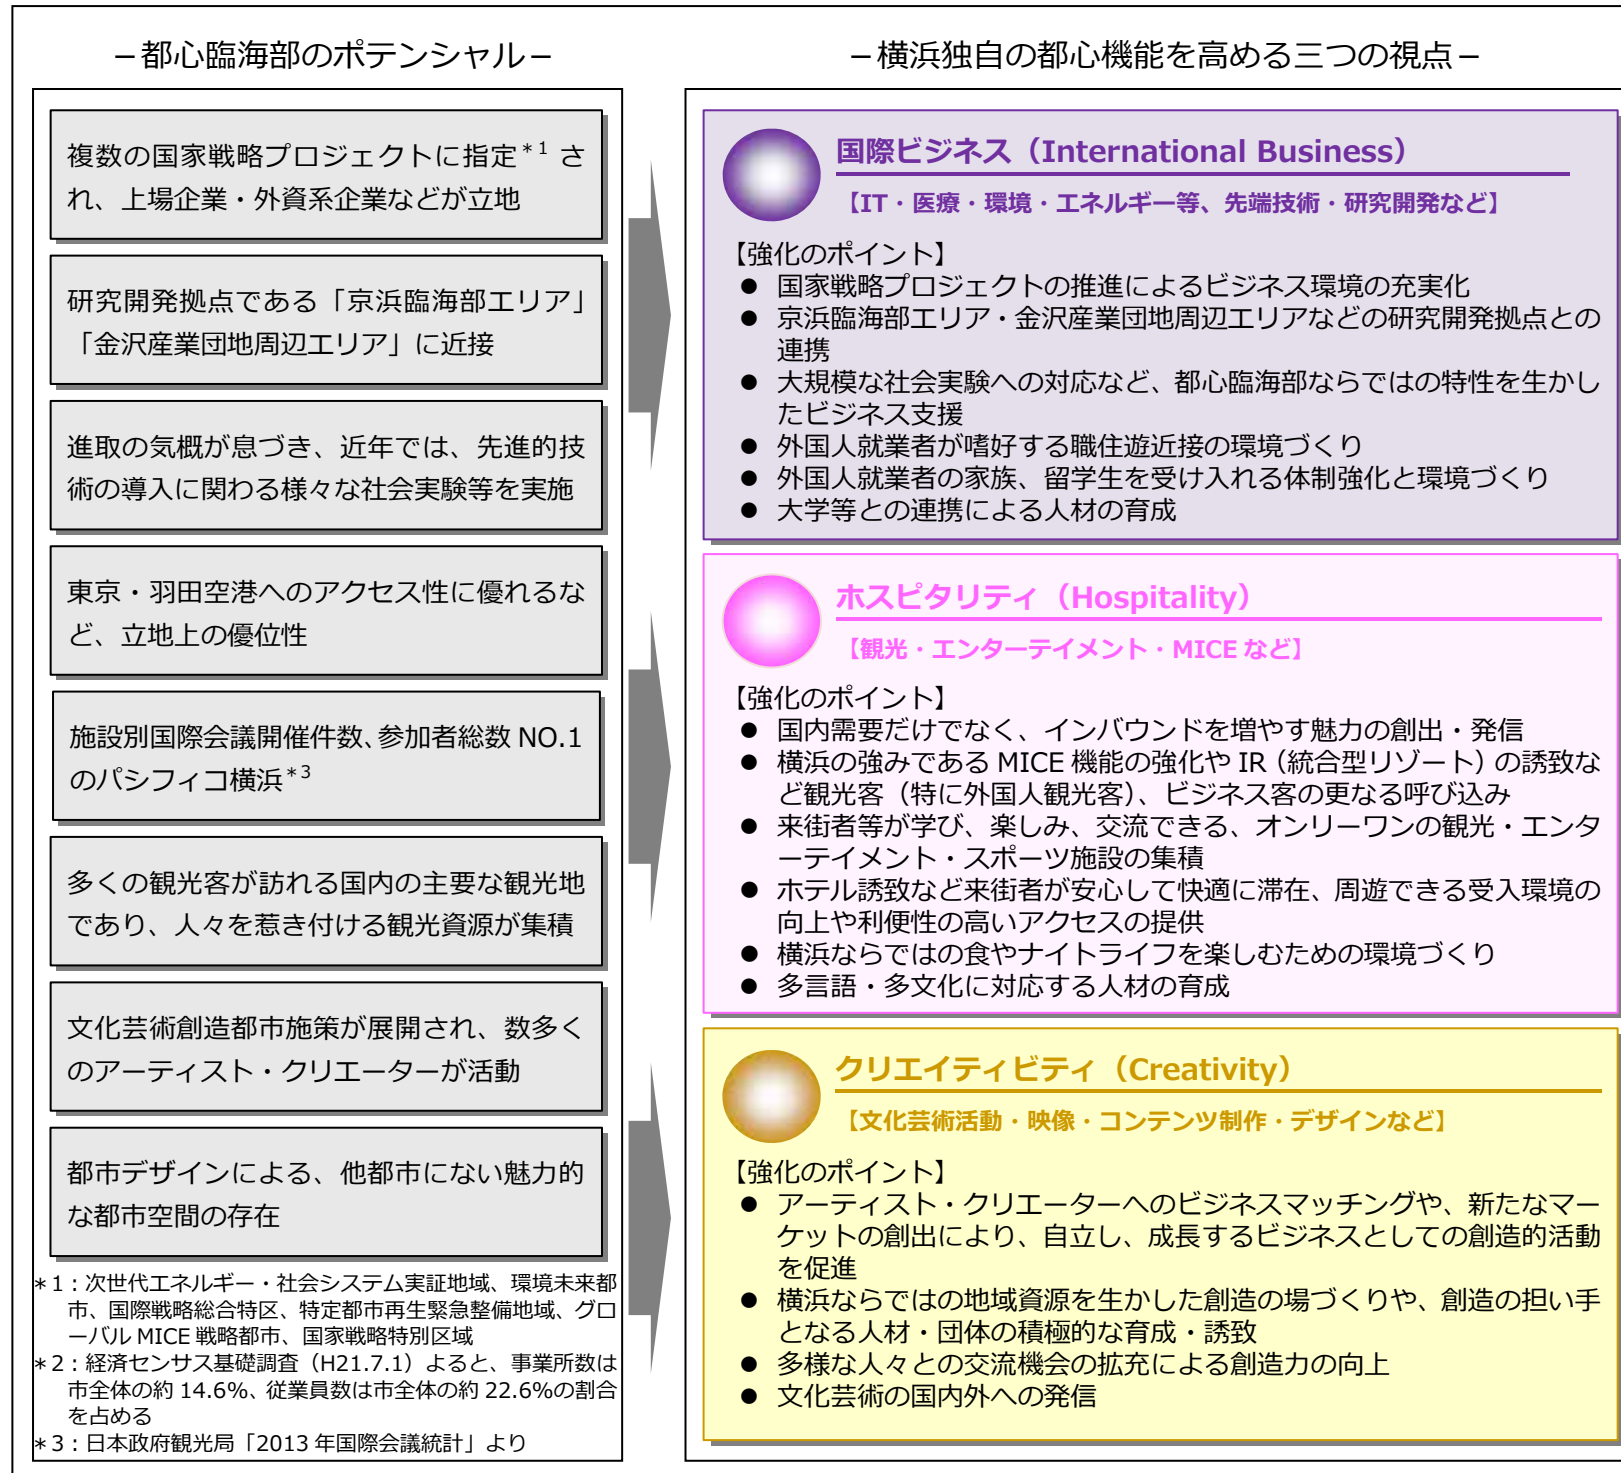 －都心臨海部のポテンシャル－
複数の国家戦略プロジェクトに指定＊1 さ
れ、上場企業・外資系企業などが立地
研究開発拠点である「京浜臨海部エリア」
「金沢産業団地周辺エリア」に近接
進取の気概が息づき、近年では、先進的技
術の導入に関わる様々な社会実験等を実施
東京・羽田空港へのアクセス性に優れるな
ど、立地上の優位性
施設別国際会議開催件数、参加者総数 NO.1
のパシフィコ横浜＊3
多くの観光客が訪れる国内の主要な観光地
であり、人々を惹き付ける観光資源が集積
文化芸術創造都市施策が展開され、数多く
のアーティスト・クリエーターが活動
都市デザインによる、他都市にない魅力的
な都市空間の存在
＊1：次世代エネルギー・社会システム実証地域、環境未来都
市、国際戦略総合特区、特定都市再生緊急整備地域、グロ
ーバル MICE 戦略都市、国家戦略特別区域
＊2：経済センサス基礎調査（H21.7.1）よると、事業所数は
市全体の約 14.6%、従業員数は市全体の約 22.6%の割合
を占める
＊3：日本政府観光局「2013 年国際会議統計」より
－横浜独自の都心機能を高める三つの視点－
国際ビジネス（International Business）
【IT・医療・環境・エネルギー等、先端技術・研究開発など】
【強化のポイント】
● 国家戦略プロジェクトの推進によるビジネス環境の充実化
● 京浜臨海部エリア・金沢産業団地周辺エリアなどの研究開発拠点との
連携
● 大規模な社会実験への対応など、都心臨海部ならではの特性を生かし
たビジネス支援
● 外国人就業者が嗜好する職住遊近接の環境づくり
● 外国人就業者の家族、留学生を受け入れる体制強化と環境づくり
● 大学等との連携による人材の育成
ホスピタリティ（Hospitality）
【観光・エンターテイメント・MICE など】
【強化のポイント】
● 国内需要だけでなく、インバウンドを増やす魅力の創出・発信
● 横浜の強みである MICE 機能の強化や IR（統合型リゾート）の誘致な
ど観光客（特に外国人観光客）、ビジネス客の更なる呼び込み
● 来街者等が学び、楽しみ、交流できる、オンリーワンの観光・エンタ
ーテイメント・スポーツ施設の集積
● ホテル誘致など来街者が安心して快適に滞在、周遊できる受入環境の
向上や利便性の高いアクセスの提供
● 横浜ならではの食やナイトライフを楽しむための環境づくり
● 多言語・多文化に対応する人材の育成
クリエイティビティ（Creativity）
【文化芸術活動・映像・コンテンツ制作・デザインなど】
【強化のポイント】
● アーティスト・クリエーターへのビジネスマッチングや、新たなマー
ケットの創出により、自立し、成長するビジネスとしての創造的活動
を促進
● 横浜ならではの地域資源を生かした創造の場づくりや、創造の担い手
となる人材・団体の積極的な育成・誘致
● 多様な人々との交流機会の拡充による創造力の向上
● 文化芸術の国内外への発信